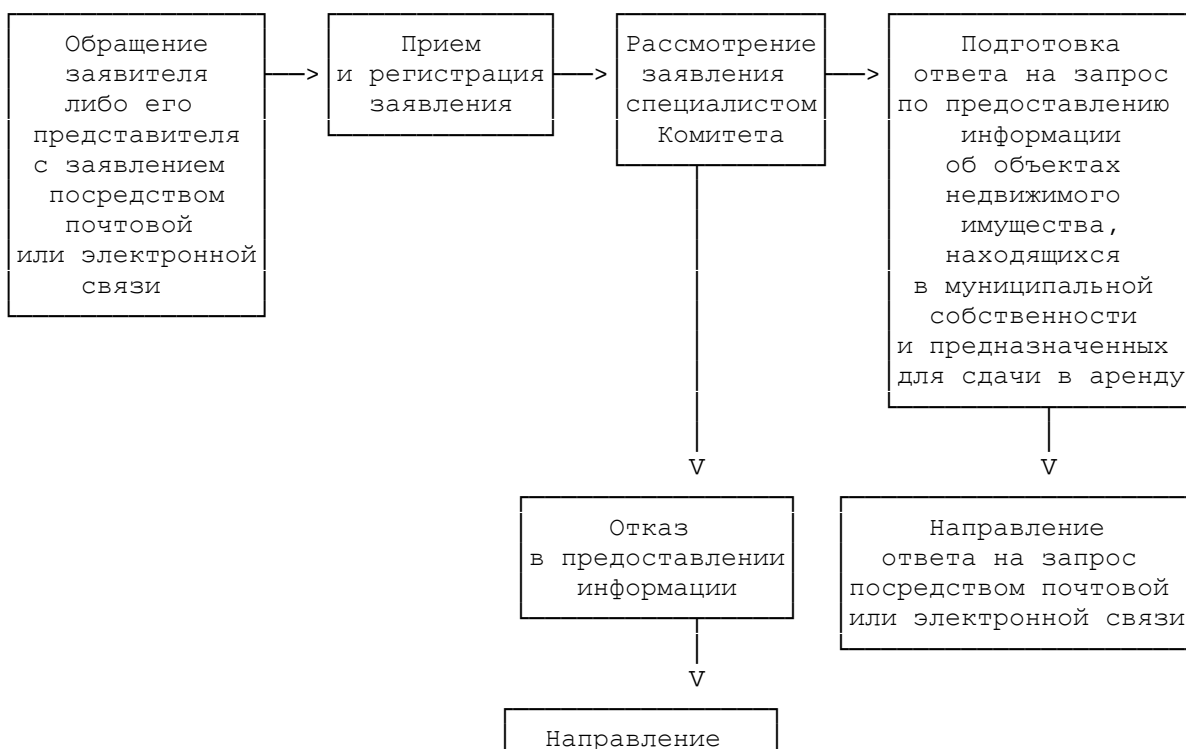 Обращение
заявителя
либо его
представителя
с заявлением
посредством
почтовой
или электронной
связи
Прием
и регистрация
заявления
Рассмотрение
заявления
специалистом
Комитета
Подготовка
ответа на запрос
по предоставлению
информации
об объектах
недвижимого
имущества,
находящихся
в муниципальной
собственности
и предназначенных
для сдачи в аренду
Отказ
в предоставлении
информации
Направление
ответа на запрос
посредством почтовой
или электронной связи
Направление